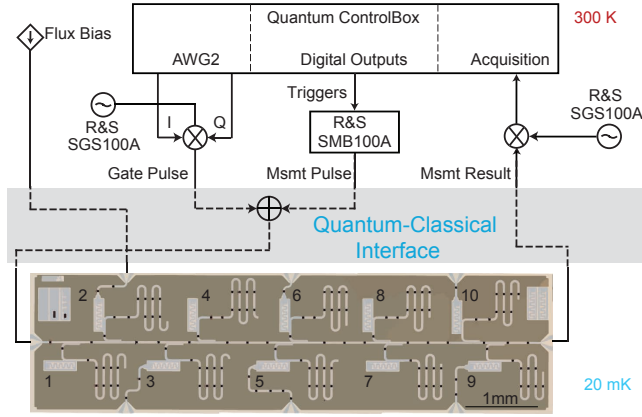 Flux Bias
Quantum ControlBox
300 K
AWG2
Digital Outputs
Acquisition
Triggers
R&S
SGS100A
I
Q
R&S
SMB100A
R&S
SGS100A
Gate Pulse
Msmt Pulse
Msmt Result
Quantum-Classical
Interface
2
4
6
8
10
1
3
5
7
9
1mm
20 mK